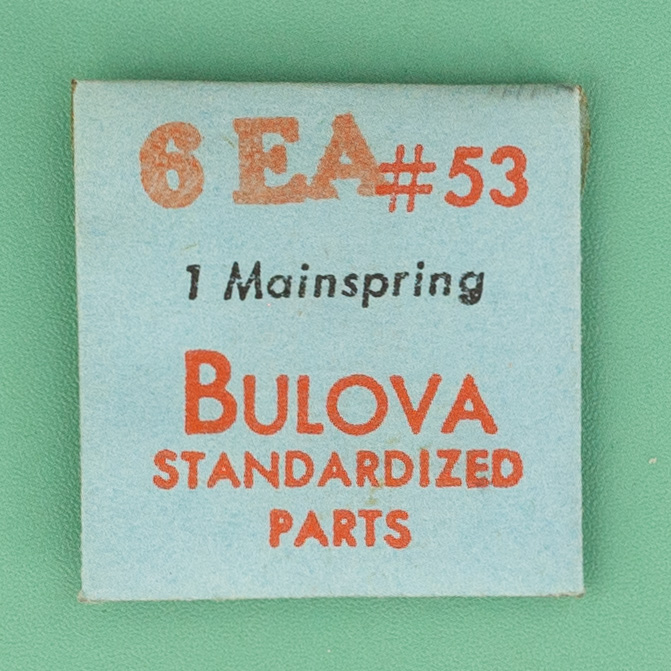 6 EA #53
1 Mainspring
BULOVA
STANDARDIZED
PARTS